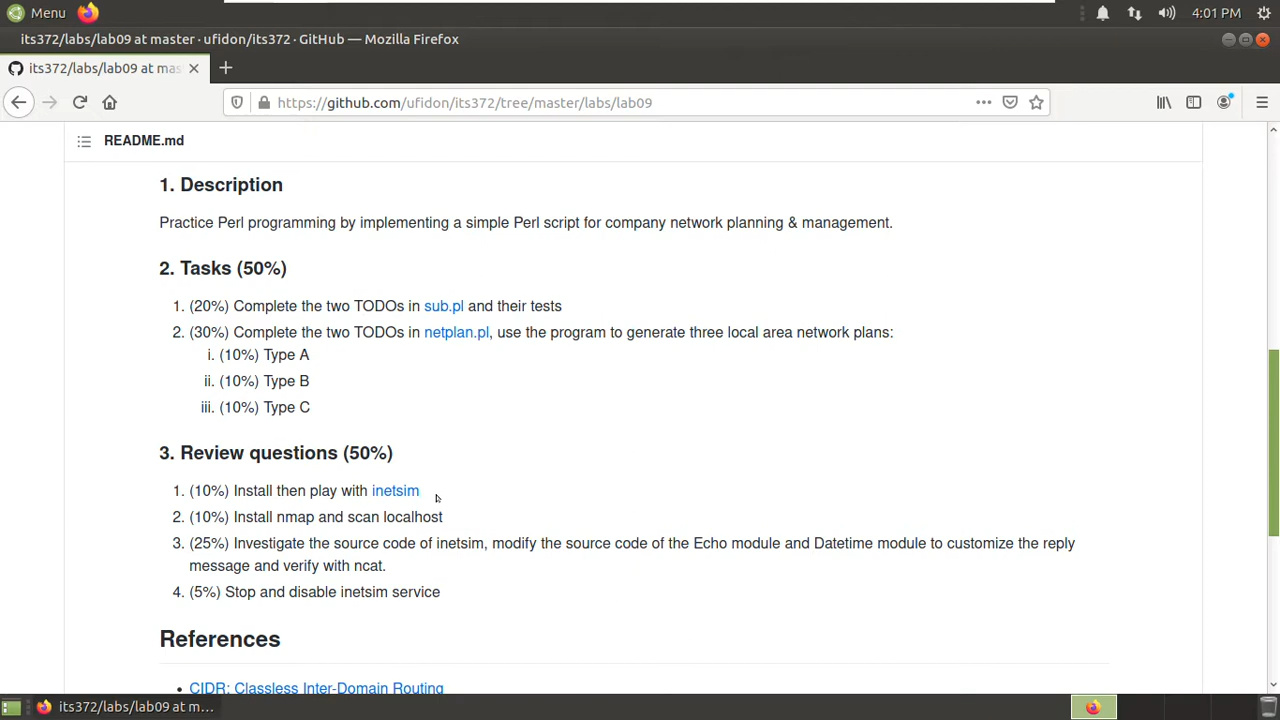 Menu
4:01 PM
its372/labs/lab09 at master · ufidon/its372 · GitHub — Mozilla Firefox
its372/labs/lab09 at mas
https://github.com/ufidon/its372/tree/master/labs/lab09
README.md
1. Description
Practice Perl programming by implementing a simple Perl script for company network planning & management.
2. Tasks (50%)
1. (20%) Complete the two TODOs in sub.pl and their tests
2. (30%) Complete the two TODOs in netplan.pl, use the program to generate three local area network plans:
i. (10%) Type A
ii. (10%) Type B
iii. (10%) Type C
3. Review questions (50%)
1. (10%) Install then play with inetsim
2. (10%) Install nmap and scan localhost
3. (25%) Investigate the source code of inetsim, modify the source code of the Echo module and Datetime module to customize the reply
message and verify with ncat.
4. (5%) Stop and disable inetsim service
References
• CIDR: Classless Inter-Domain Routing
its372/labs/lab09 at m...